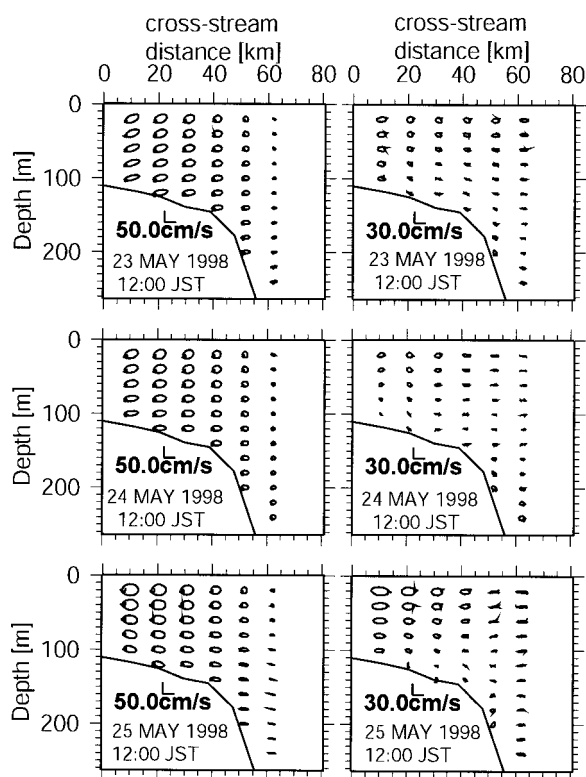 cross-stream cross-stream
distance [km] distance [km]
0 20 40 60 80 0 20 40 60 80
0
Depth [m]
100
200
50.0cm/s
23 MAY 1998
12:00 JST
30.0cm/s
23 MAY 1998
12:00 JST
0
Depth [m]
100
200
50.0cm/s
24 MAY 1998
12:00 JST
30.0cm/s
24 MAY 1998
12:00 JST
0
Depth [m]
100
200
50.0cm/s
25 MAY 1998
12:00 JST
30.0cm/s
25 MAY 1998
12:00 JST